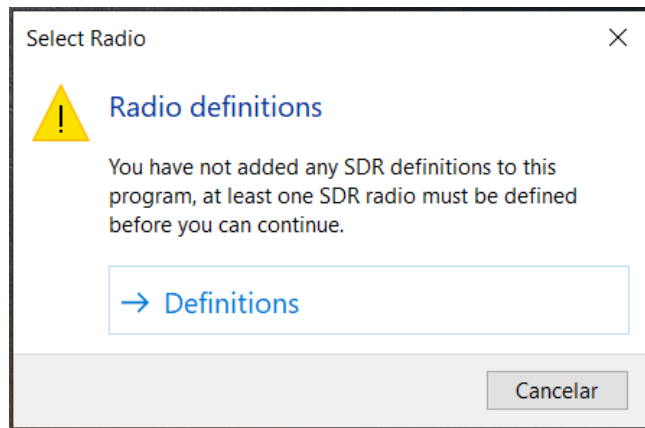 Select Radio
Radio definitions
You have not added any SDR definitions to this
program, at least one SDR radio must be defined
before you can continue.
→ Definitions
Cancelar